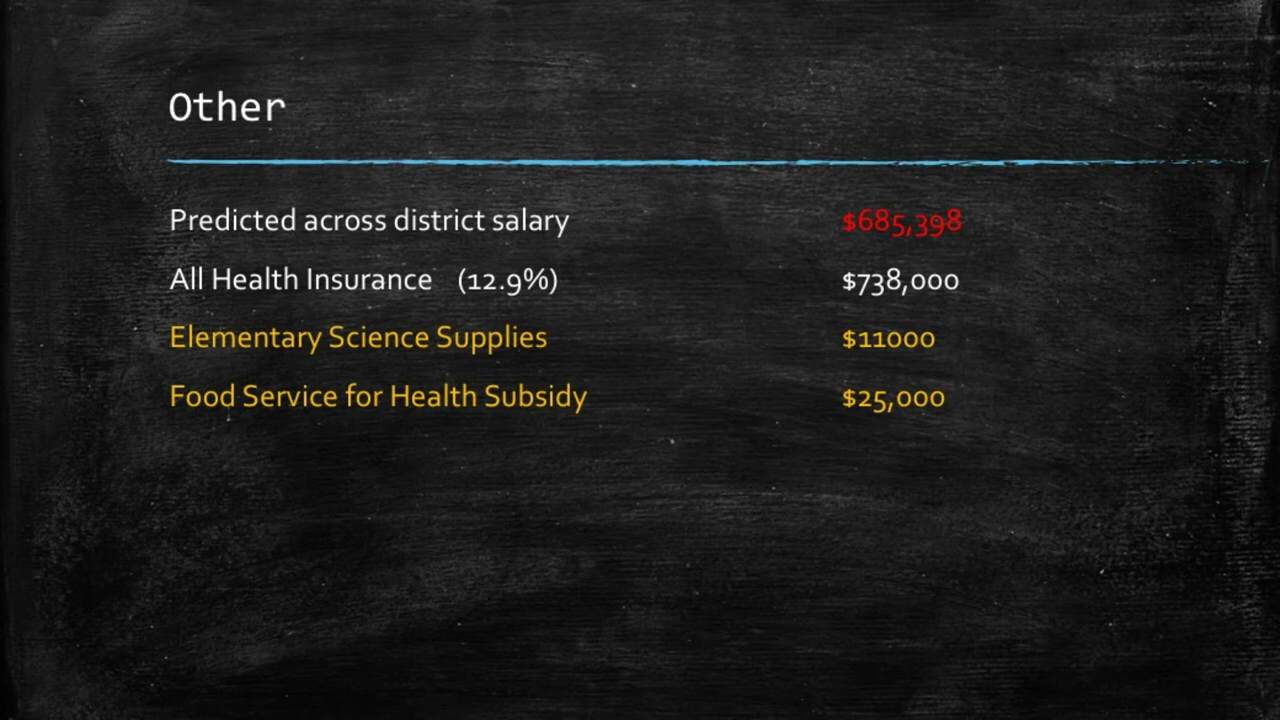 Other
Predicted across district salary $685,398
All Health Insurance (12.9%) $738,000
Elementary Science Supplies $11000
Food Service for Health Subsidy $25,000